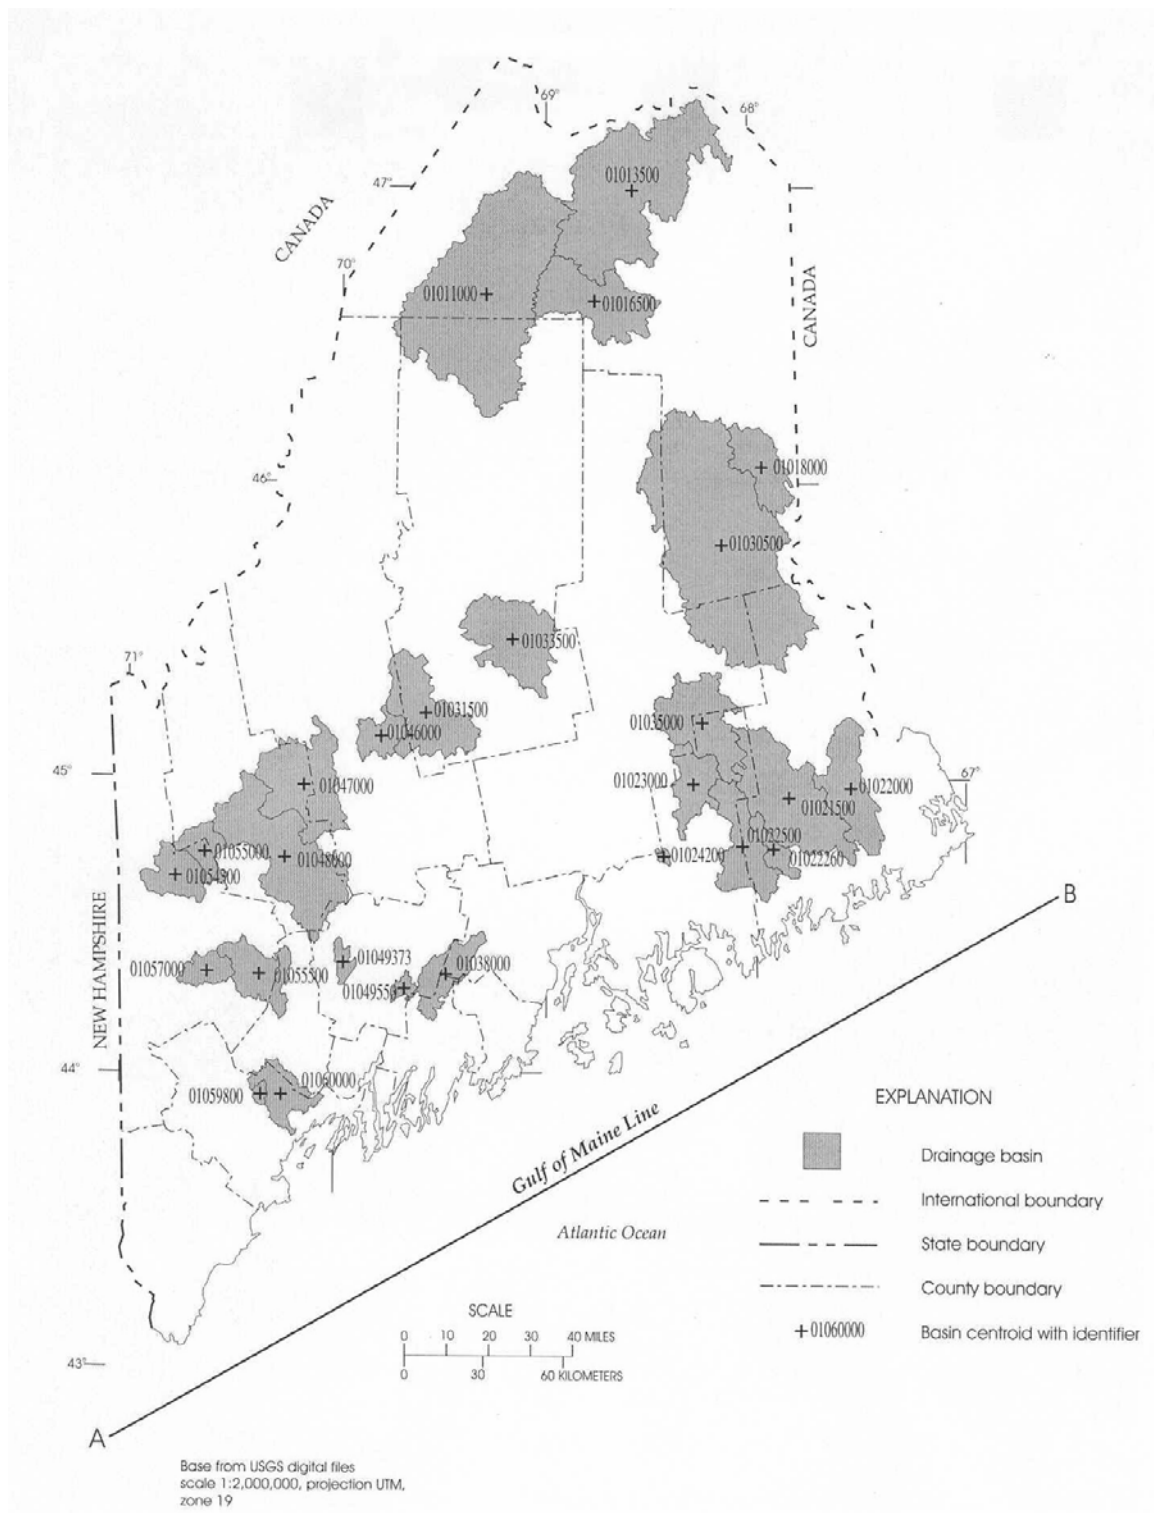 69°
68°
47°
01013500
CANADA
70°
01011000
01016500
CANADA
01018000
46°
01030500
01033500
71°
01031500
01035000
01046000
45°
01047000
01023000
01022000
67°
01021500
01055000
01048000
01022500
01024200
01022260
NEW HAMPSHIRE
B
01057000
01055500
01049373
01038000
01049550
44°
01060000
01059800
EXPLANATION
Drainage basin
International boundary
State boundary
County boundary
+01060000 Basin centroid with identifier
Gulf of Maine Line
Atlantic Ocean
SCALE
0 10 20 30 40 MILES
0 30 60 KILOMETERS
43°
A
Base from USGS digital files
scale 1:2,000,000, projection UTM,
zone 19